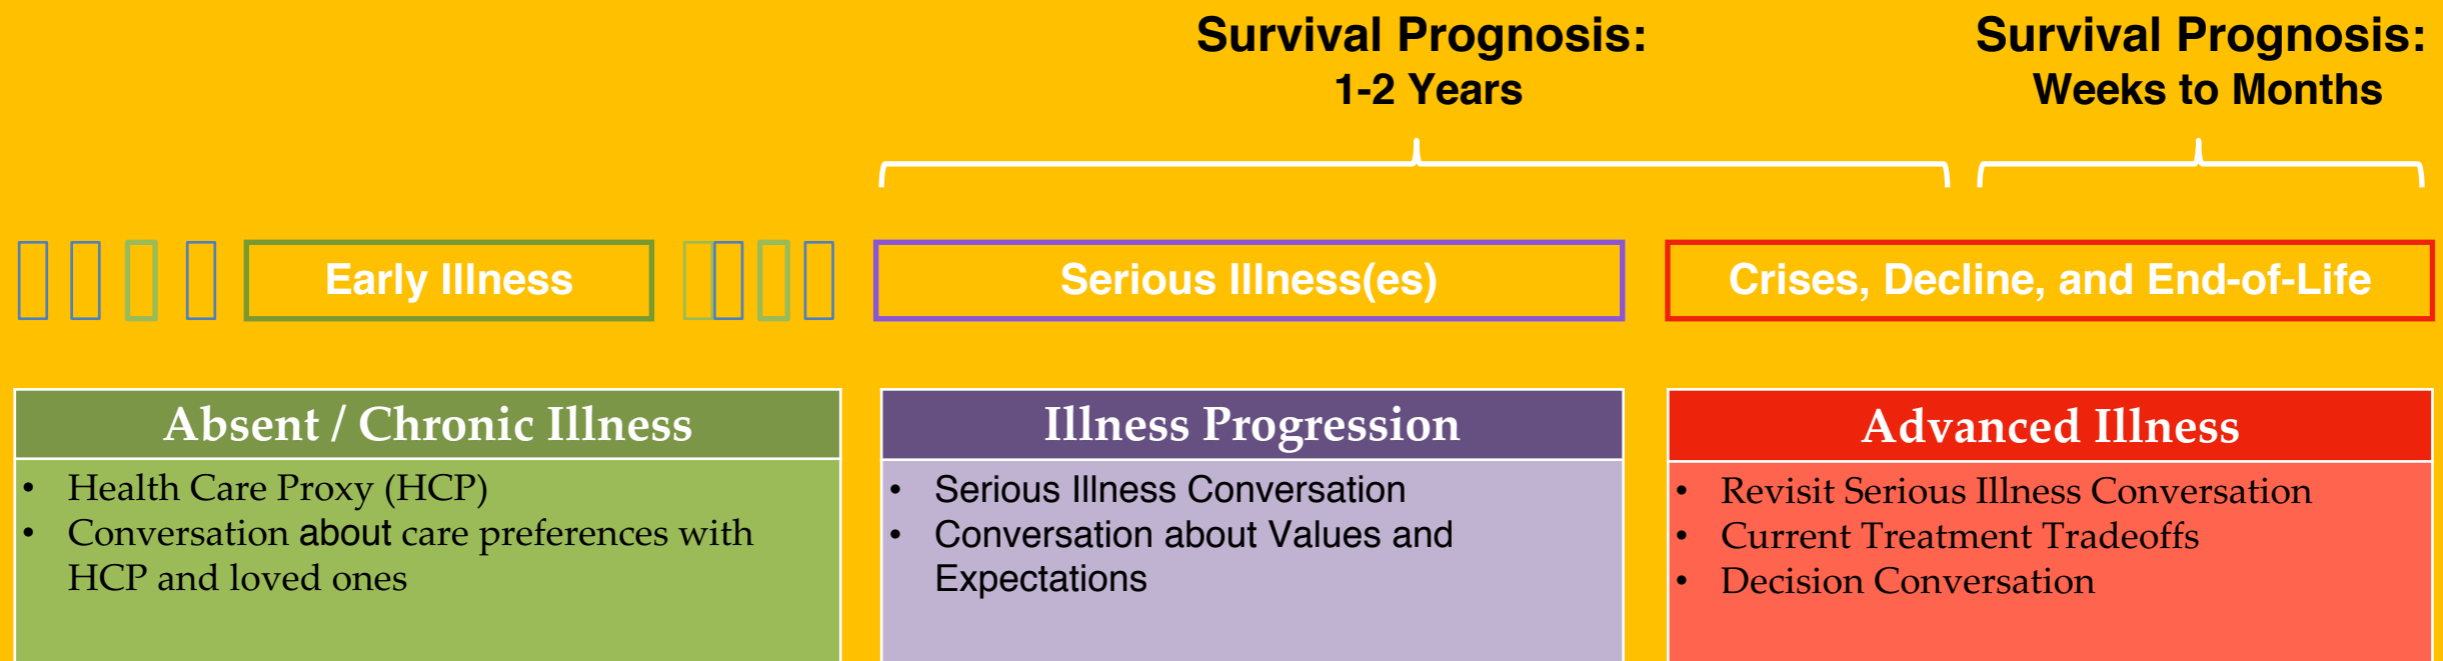 Survival Prognosis:
1-2 Years
Survival Prognosis:
Weeks to Months
Early Illness
Serious Illness(es)
Crises, Decline, and End-of-Life
Absent / Chronic Illness
• Health Care Proxy (HCP)
• Conversation about care preferences with
HCP and loved ones
Illness Progression
• Serious Illness Conversation
• Conversation about Values and
Expectations
Advanced Illness
• Revisit Serious Illness Conversation
• Current Treatment Tradeoffs
• Decision Conversation